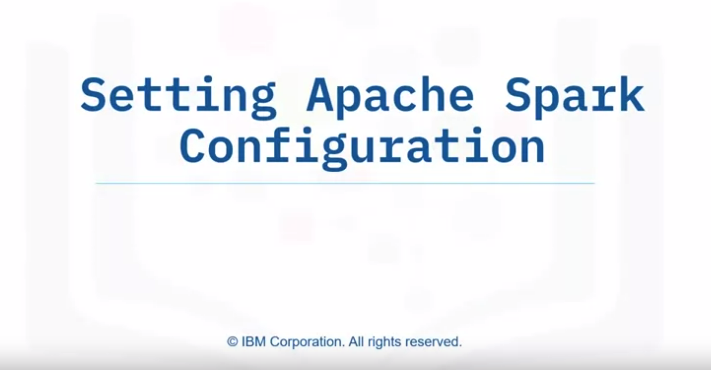 Setting Apache Spark
Configuration
© IBM Corporation. All rights reserved.